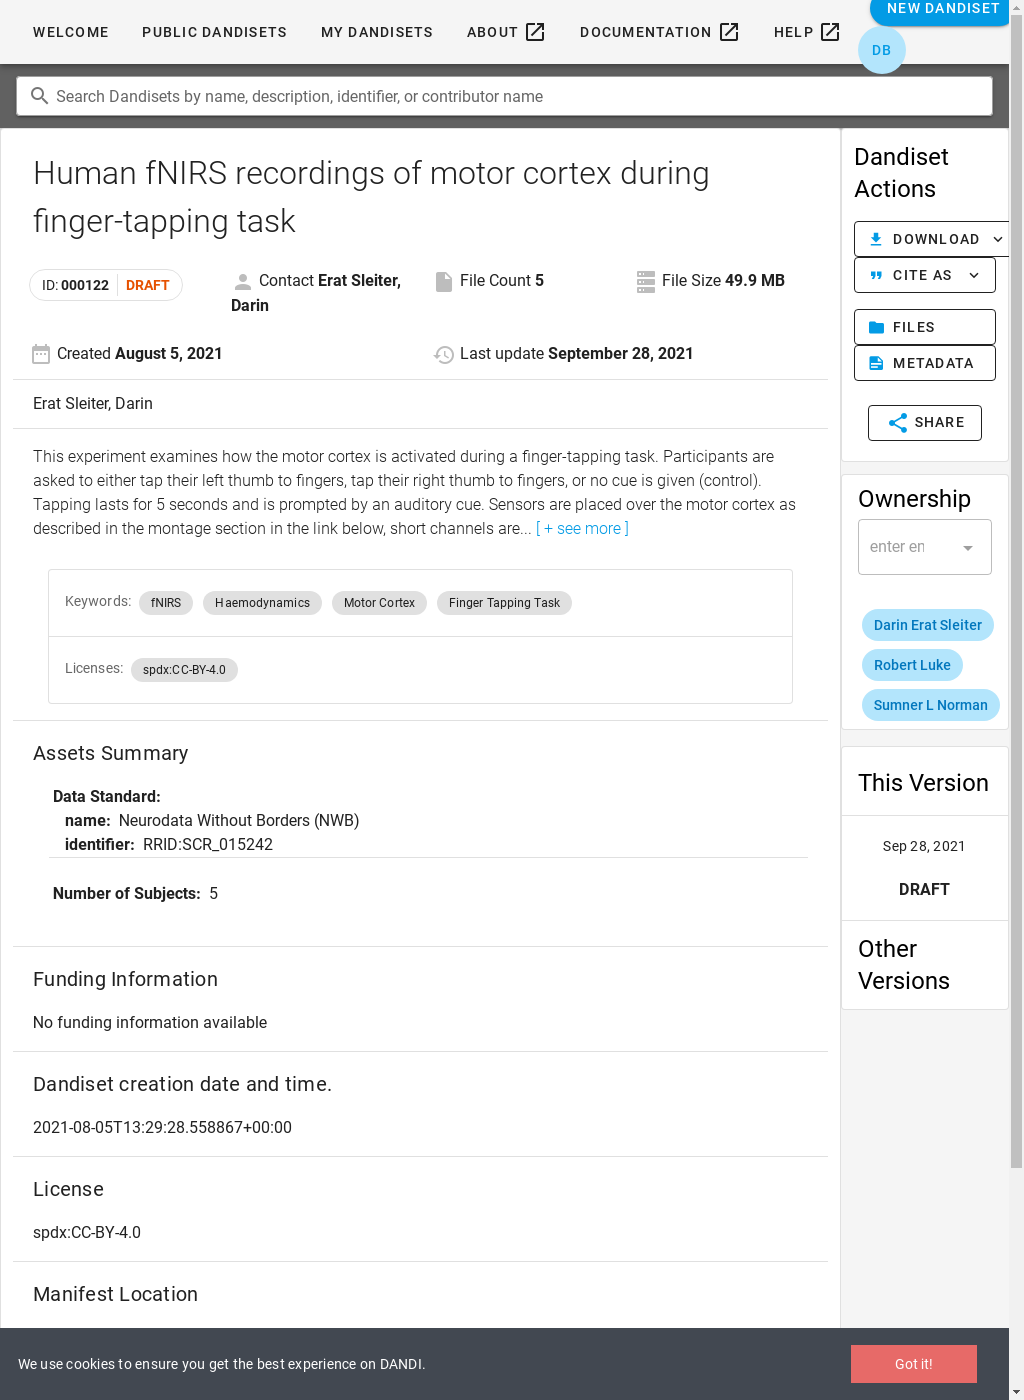 WELCOME PUBLIC DANDISETS MY DANDISETS ABOUT DOCUMENTATION HELP NEW DANDISET
DB
Search Dandisets by name, description, identifier, or contributor name
Human fNIRS recordings of motor cortex during
finger-tapping task
ID: 000122 DRAFT
Contact Erat Sleiter,
Darin
File Count 5
File Size 49.9 MB
Created August 5, 2021
Last update September 28, 2021
Erat Sleiter, Darin
This experiment examines how the motor cortex is activated during a finger-tapping task. Participants are
asked to either tap their left thumb to fingers, tap their right thumb to fingers, or no cue is given (control).
Tapping lasts for 5 seconds and is prompted by an auditory cue. Sensors are placed over the motor cortex as
described in the montage section in the link below, short channels are... [ + see more ]
Keywords: fNIRS Haemodynamics Motor Cortex Finger Tapping Task
Licenses: spdx:CC-BY-4.0
Assets Summary
Data Standard:
name: Neurodata Without Borders (NWB)
identifier: RRID:SCR_015242
Number of Subjects: 5
Funding Information
No funding information available
Dandiset creation date and time.
2021-08-05T13:29:28.558867+00:00
License
spdx:CC-BY-4.0
Manifest Location
Dandiset
Actions
DOWNLOAD
CITE AS
FILES
METADATA
SHARE
Ownership
enter en
Darin Erat Sleiter
Robert Luke
Sumner L Norman
This Version
Sep 28, 2021
DRAFT
Other
Versions
We use cookies to ensure you get the best experience on DANDI.
Got it!